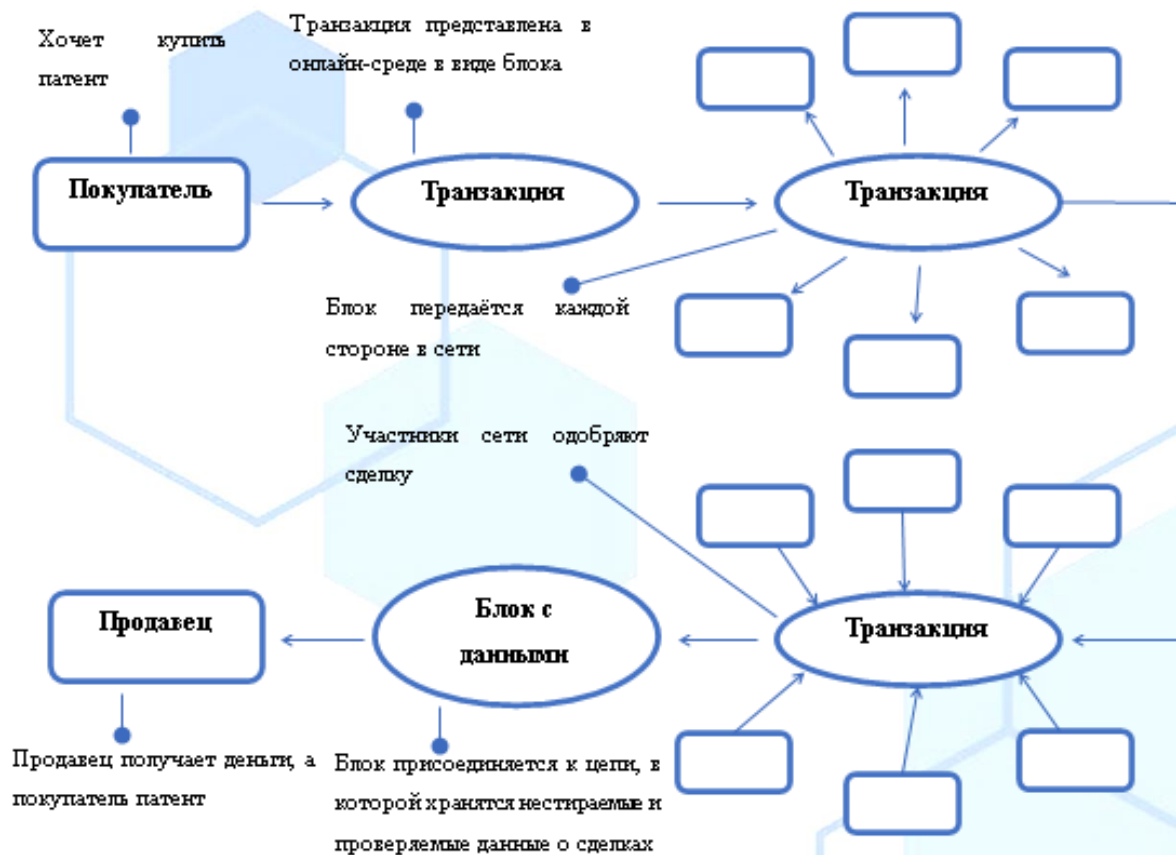 Хочет купить
патент
Транзакция представлена в
онлайн-среде в виде блока
Покупатель
Транзакция
Транзакция
Блок передаётся каждой
стороне в сети
Участники сети одобряют
сделку
Продавец
Блок с
данными
Транзакция
Продавец получает деньги, а
покупатель патент
Блок присоединяется к цепи, в
которой хранятся нестираемые и
проверяемые данные о сделках